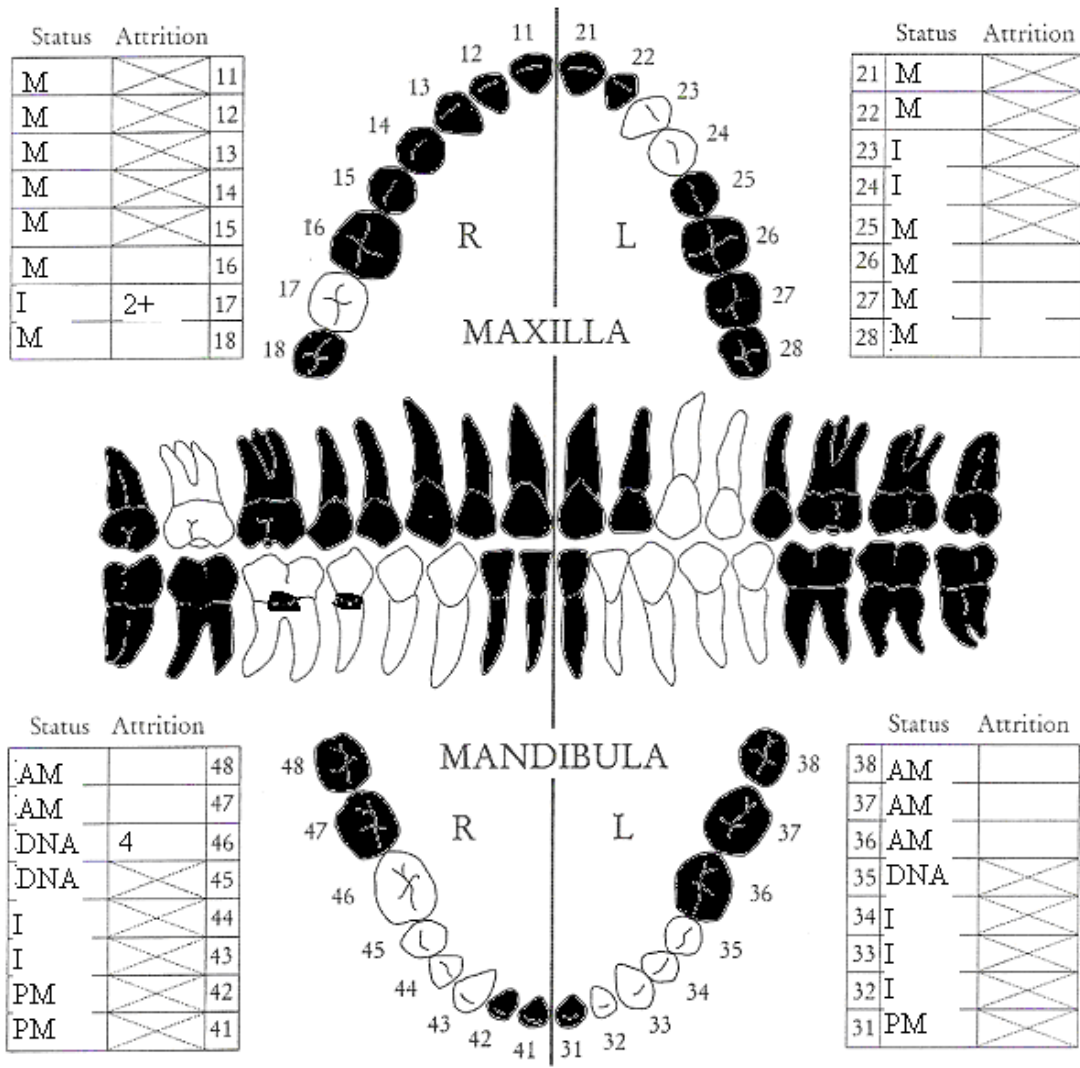 Status Attrition
M 11
M 12
M 13
M 14
M 15
M 16
I 2+ 17
M 18
11 21
12 22
13 23
14 24
15 25
16 26
17 27
18 28
R L
MAXILLA
Status Attrition
21 M
22 M
23 I
24 I
25 M
26 M
27 M
28 M
Status Attrition
AM 48
AM 47
DNA 4 46
DNA 45
I 44
I 43
PM 42
PM 41
MANDIBULA
48 38
47 R L 37
46 36
45 35
44 34
43 33
42 32
41 31
Status Attrition
38 AM
37 AM
36 AM
35 DNA
34 I
33 I
32 I
31 PM